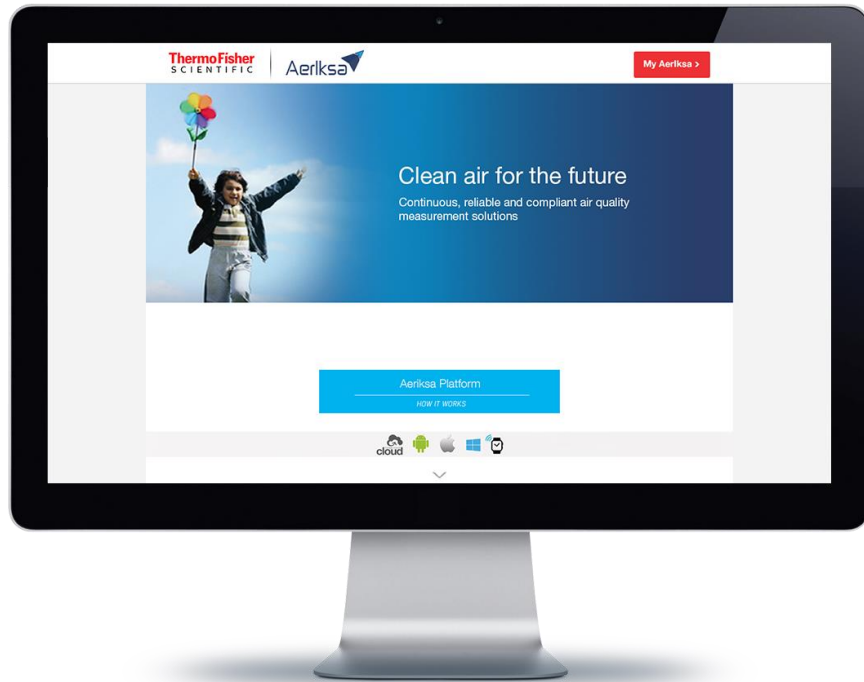 ThermoFisher
SCIENTIFIC
AerIksa
My AerIksa >
Clean air for the future
Continuous, reliable and compliant air quality
measurement solutions
Aeriksa Platform
HOW IT WORKS
cloud